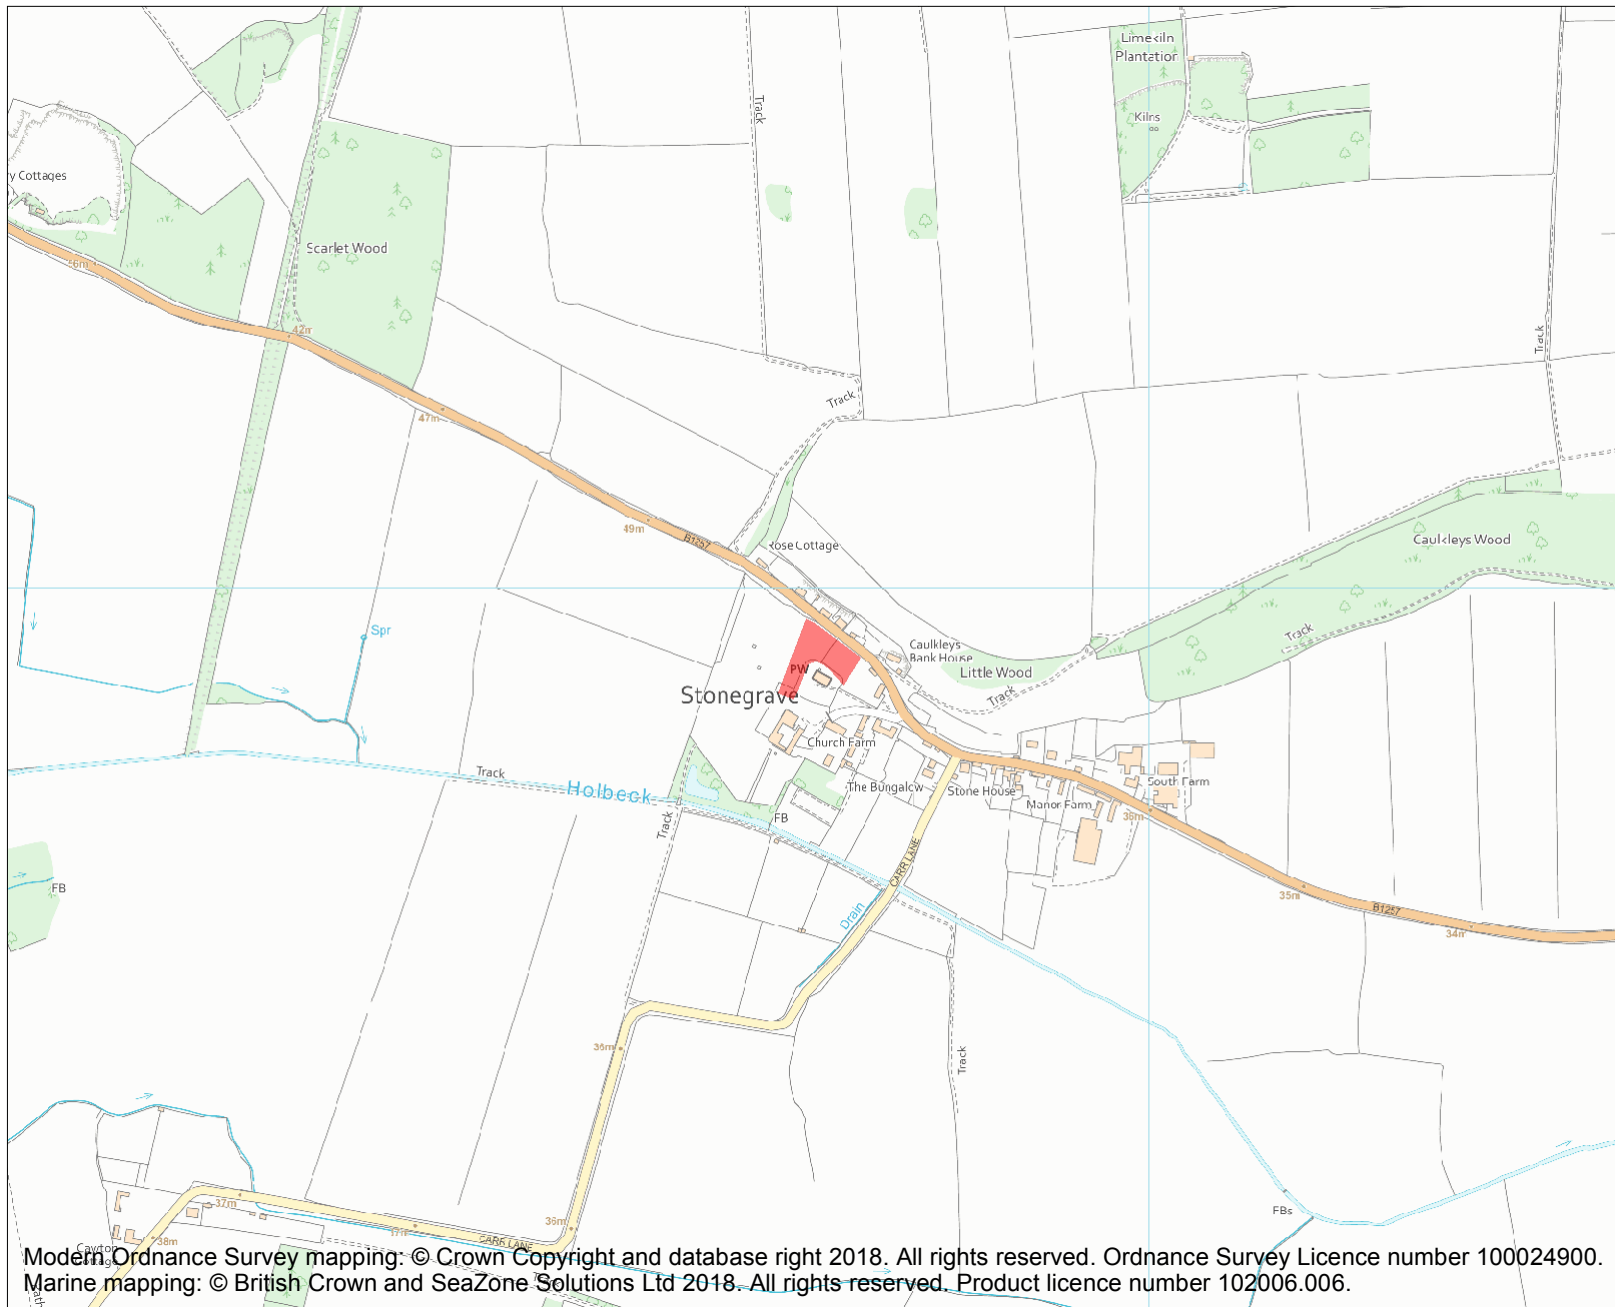 Limekiln
Plantation
Track
Kilns
y Cottages
Scarlet Wood
42m
Track
Track
47m
49m
B1257
Rose Cottage
Caulkleys Wood
Spr
Track
Caulkleys
Bank House
Little Wood
PW
Stonegrave
Track
Church Farm
Track
Holbeck
The Bungalow
Stone House
South Farm
Manor Farm
FB
36m
Track
CARR LANE
FB
35m
B1257
Drain
34m
36m
Track
37m
FBs
36m
38m
CARR LANE
Cawton
Cottage
Modern Ordnance Survey mapping: © Crown Copyright and database right 2018. All rights reserved. Ordnance Survey Licence number 100024900.
Marine mapping: © British Crown and SeaZone Solutions Ltd 2018. All rights reserved. Product licence number 102006.006.